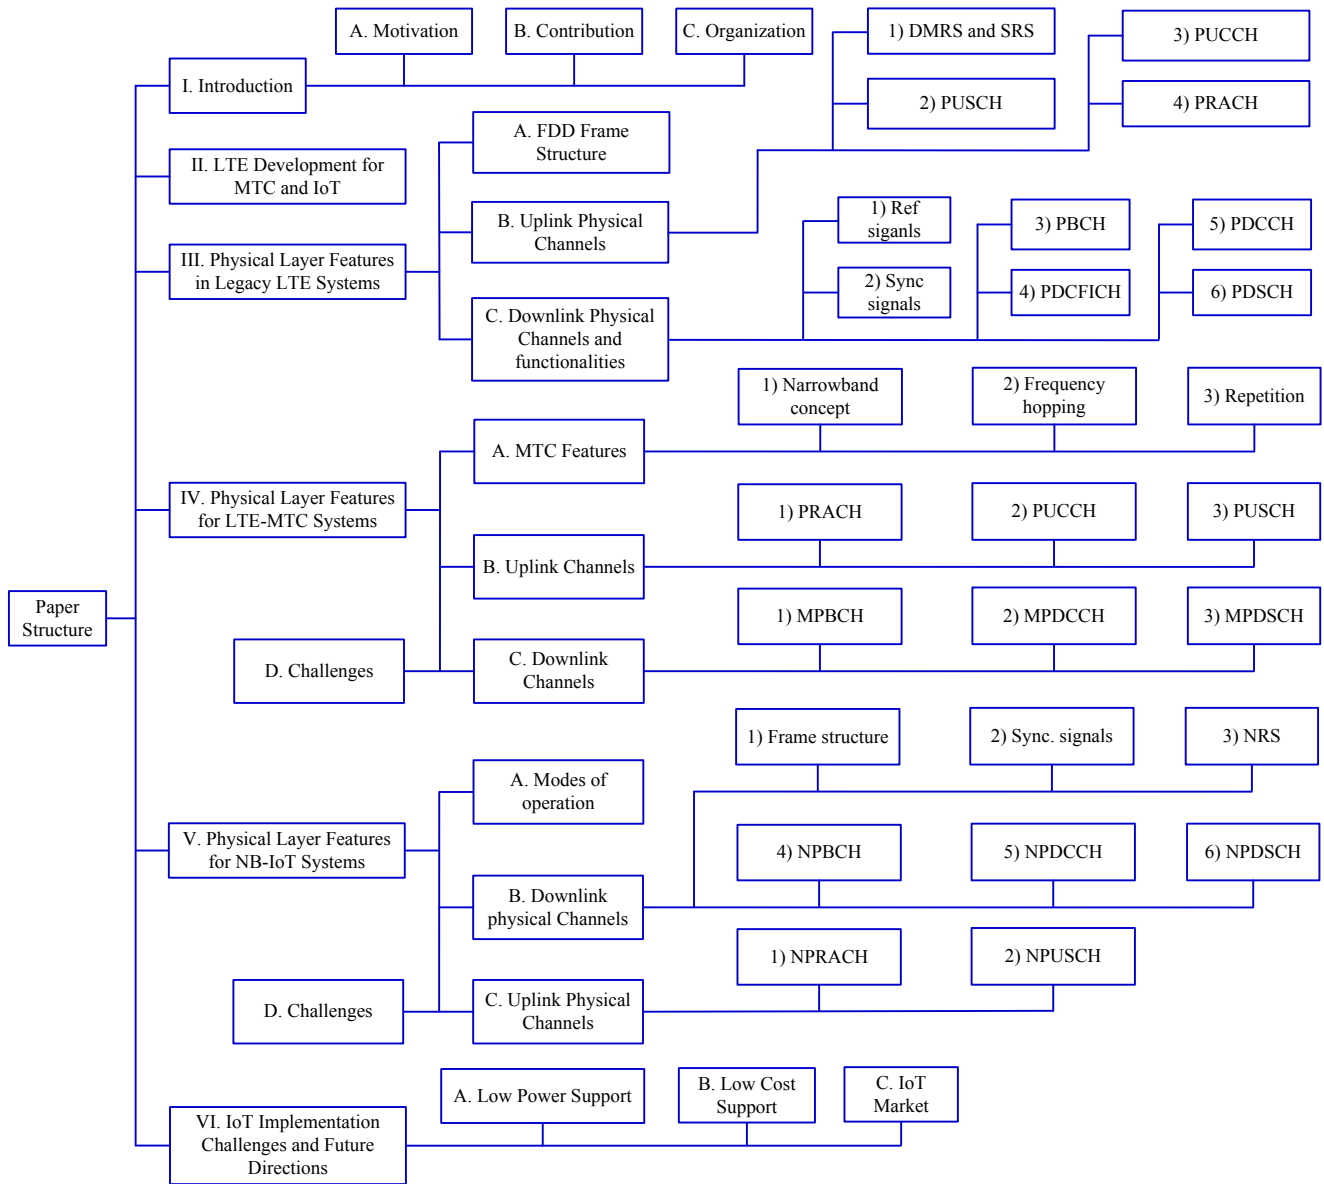 Paper
Structure
I. Introduction
A. Motivation
B. Contribution
C. Organization
II. LTE Development for
MTC and IoT
III. Physical Layer Features
in Legacy LTE Systems
A. FDD Frame
Structure
B. Uplink Physical
Channels
1) DMRS and SRS
2) PUSCH
3) PUCCH
4) PRACH
C. Downlink Physical
Channels and
functionalities
1) Ref
siganls
2) Sync
signals
3) PBCH
4) PDCFICH
5) PDCCH
6) PDSCH
IV. Physical Layer Features
for LTE-MTC Systems
A. MTC Features
1) Narrowband
concept
2) Frequency
hopping
3) Repetition
B. Uplink Channels
1) PRACH
2) PUCCH
3) PUSCH
C. Downlink
Channels
1) MPBCH
2) MPDCCH
3) MPDSCH
D. Challenges
V. Physical Layer Features
for NB-IoT Systems
A. Modes of
operation
B. Downlink
physical Channels
1) Frame structure
2) Sync. signals
3) NRS
4) NPBCH
5) NPDCCH
6) NPDSCH
C. Uplink Physical
Channels
1) NPRACH
2) NPUSCH
D. Challenges
VI. IoT Implementation
Challenges and Future
Directions
A. Low Power Support
B. Low Cost
Support
C. IoT
Market